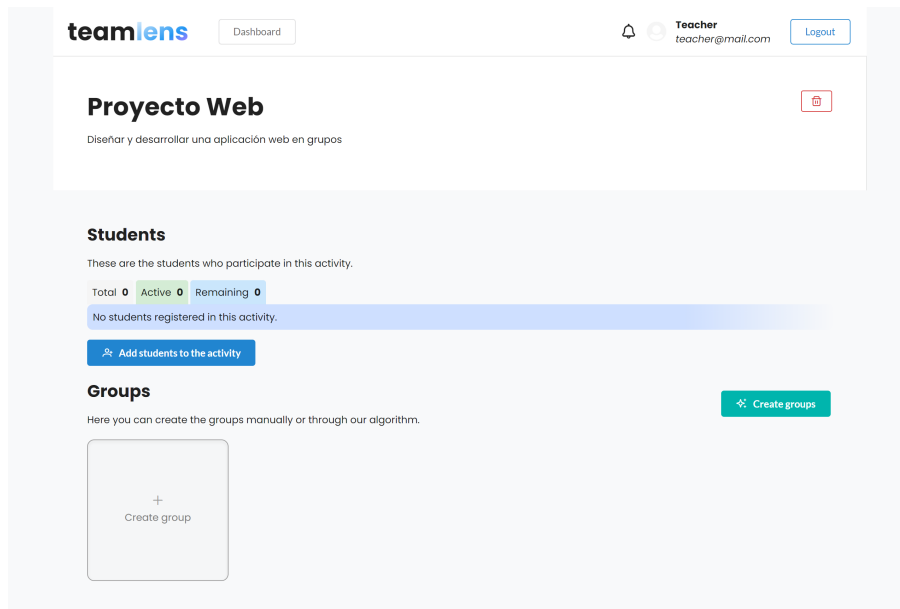 teamlens
Dashboard
Teacher
teacher@mail.com
Logout
Proyecto Web
Diseñar y desarrollar una aplicación web en grupos
Students
These are the students who participate in this activity.
Total 0 Active 0 Remaining 0
No students registered in this activity.
Add students to the activity
Groups
Here you can create the groups manually or through our algorithm.
Create groups
Create group